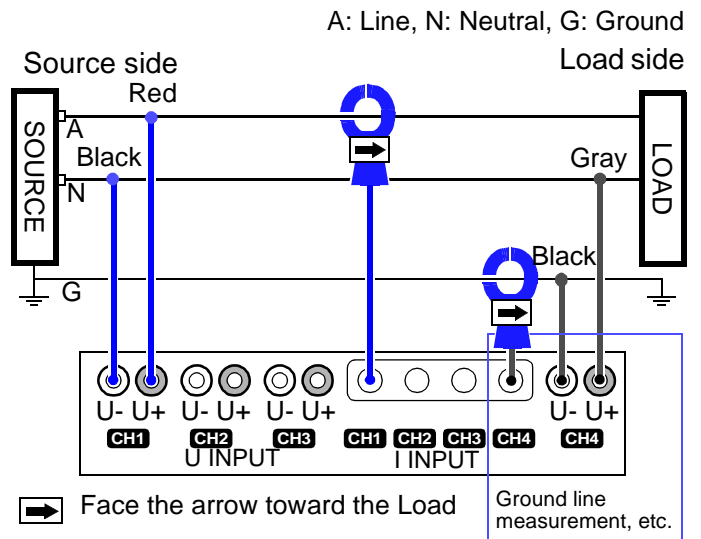 A: Line, N: Neutral, G: Ground
Source side
Load side
Red
A
Black
Gray
SOURCE
LOAD
N
Black
G
U- U+ U- U+ U- U+ U- U+
CH1 CH2 CH3 CH1 CH2 CH3 CH4 CH4
U INPUT I INPUT
Face the arrow toward the Load
Ground line
measurement, etc.